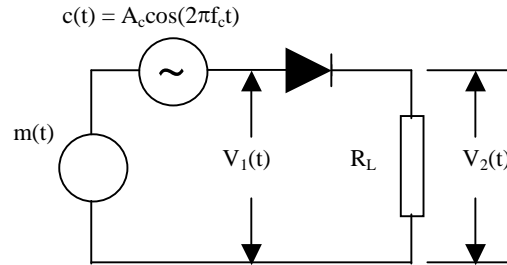 c(t) = A_c cos(2πf_c t)
~
m(t)
V_1(t)
R_L
V_2(t)